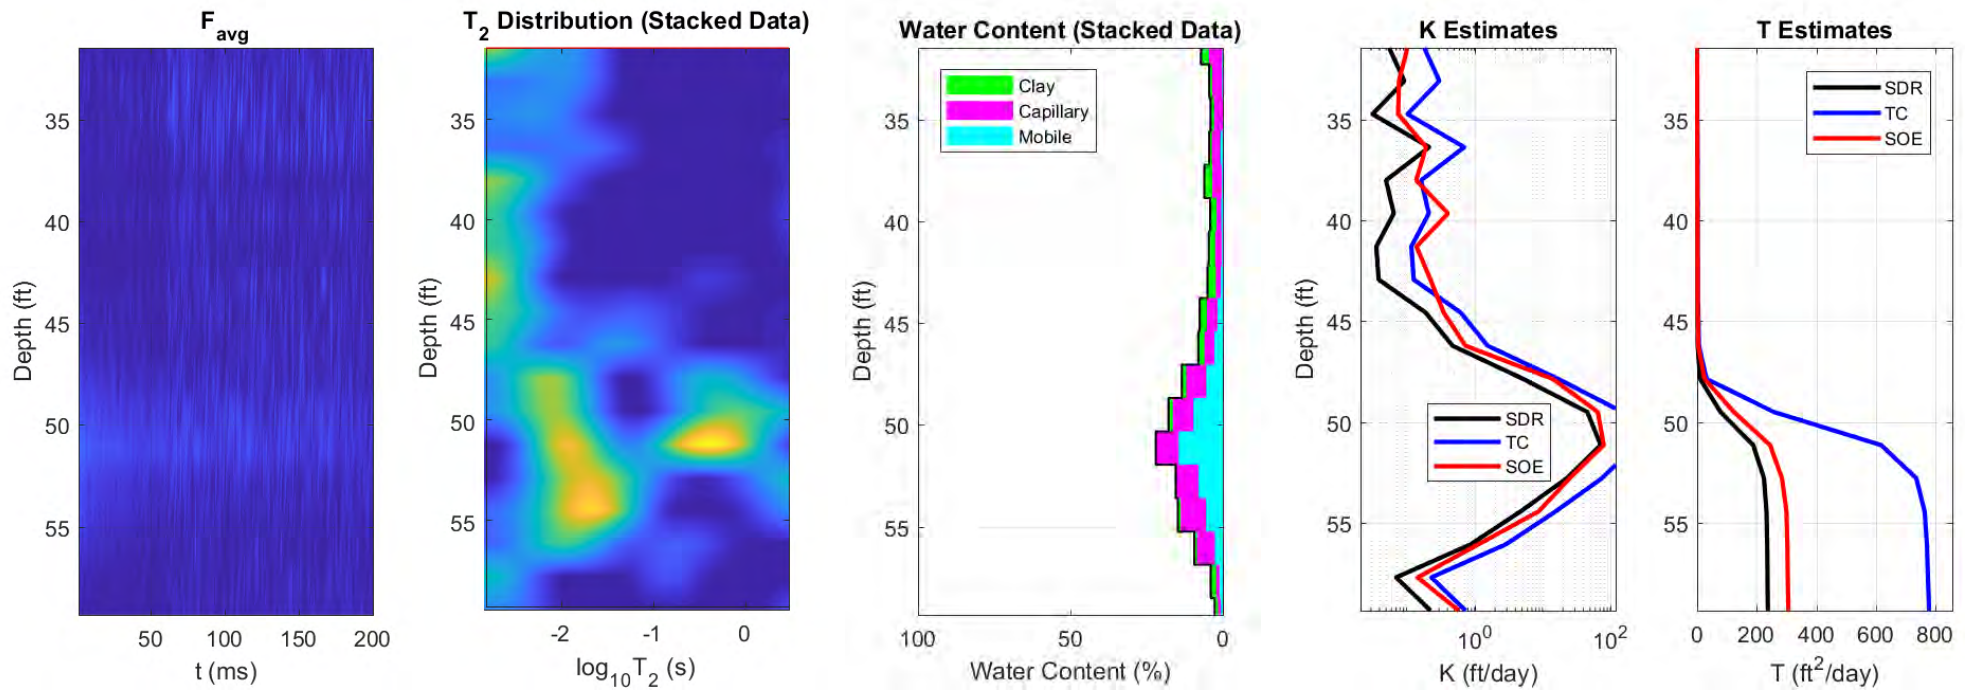 F_avg
Depth (ft)
35
40
45
50
55
50
100
150
200
t (ms)
T_2 Distribution (Stacked Data)
Depth (ft)
35
40
45
50
55
-2
-1
0
log_10T_2 (s)
Water Content (Stacked Data)
Clay
Capillary
Mobile
Depth (ft)
35
40
45
50
55
100
50
0
Water Content (%)
K Estimates
Depth (ft)
35
40
45
50
55
SDR
TC
SOE
10^0
10^2
K (ft/day)
T Estimates
SDR
TC
SOE
35
40
45
50
55
0
200
400
600
800
T (ft^2/day)